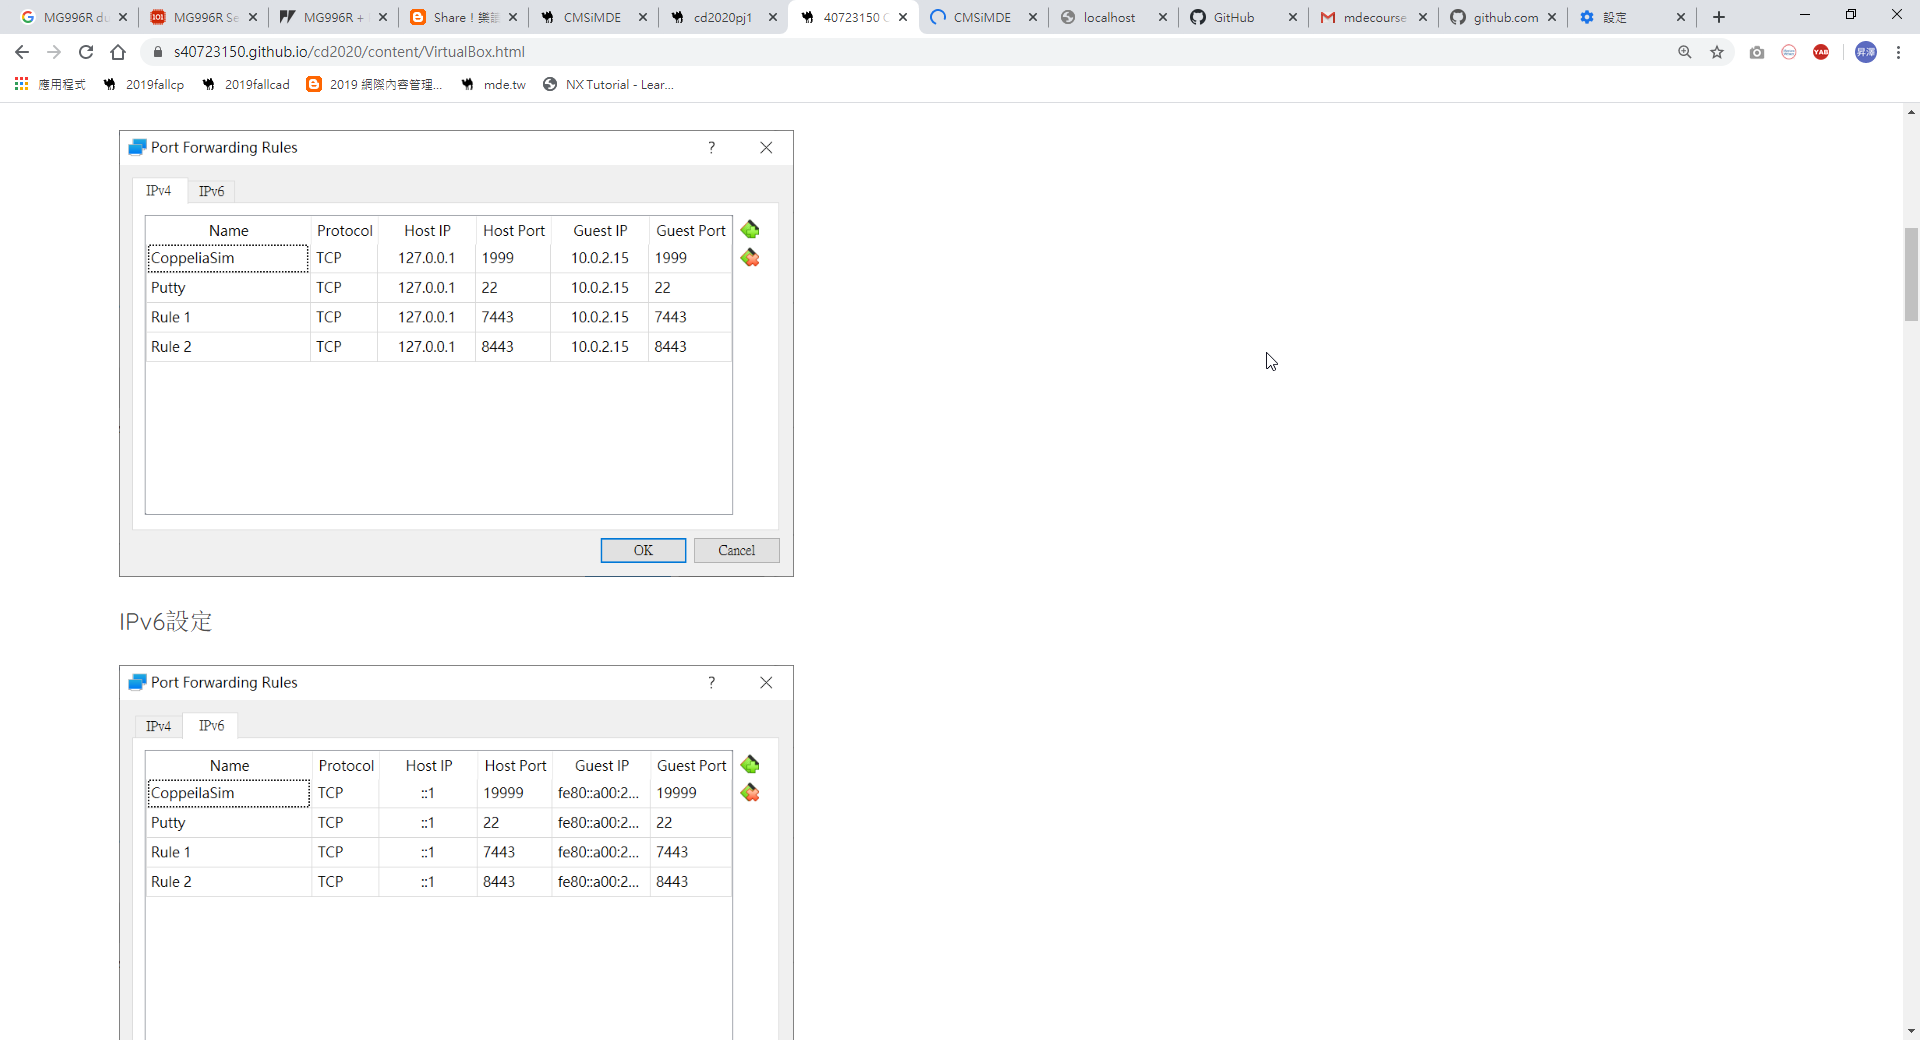 MG996R du
MG996R Se
MG996R +
Share！樂
CMSiMDE
cd2020pj1
40723150 C
CMSiMDE
localhost
GitHub
mdecourse
github.com
設定
s40723150.github.io/cd2020/content/VirtualBox.html
YAB
昇澤
應用程式
2019fallcp
2019fallcad
2019 網際內容管理...
mde.tw
NX Tutorial - Lear...
Port Forwarding Rules
IPv4 IPv6
Name Protocol Host IP Host Port Guest IP Guest Port
CoppeliaSim TCP 127.0.0.1 1999 10.0.2.15 1999
Putty TCP 127.0.0.1 22 10.0.2.15 22
Rule 1 TCP 127.0.0.1 7443 10.0.2.15 7443
Rule 2 TCP 127.0.0.1 8443 10.0.2.15 8443
OK Cancel
IPv6設定
Port Forwarding Rules
IPv4 IPv6
Name Protocol Host IP Host Port Guest IP Guest Port
CoppeilaSim TCP ::1 19999 fe80::a00:2... 19999
Putty TCP ::1 22 fe80::a00:2... 22
Rule 1 TCP ::1 7443 fe80::a00:2... 7443
Rule 2 TCP ::1 8443 fe80::a00:2... 8443